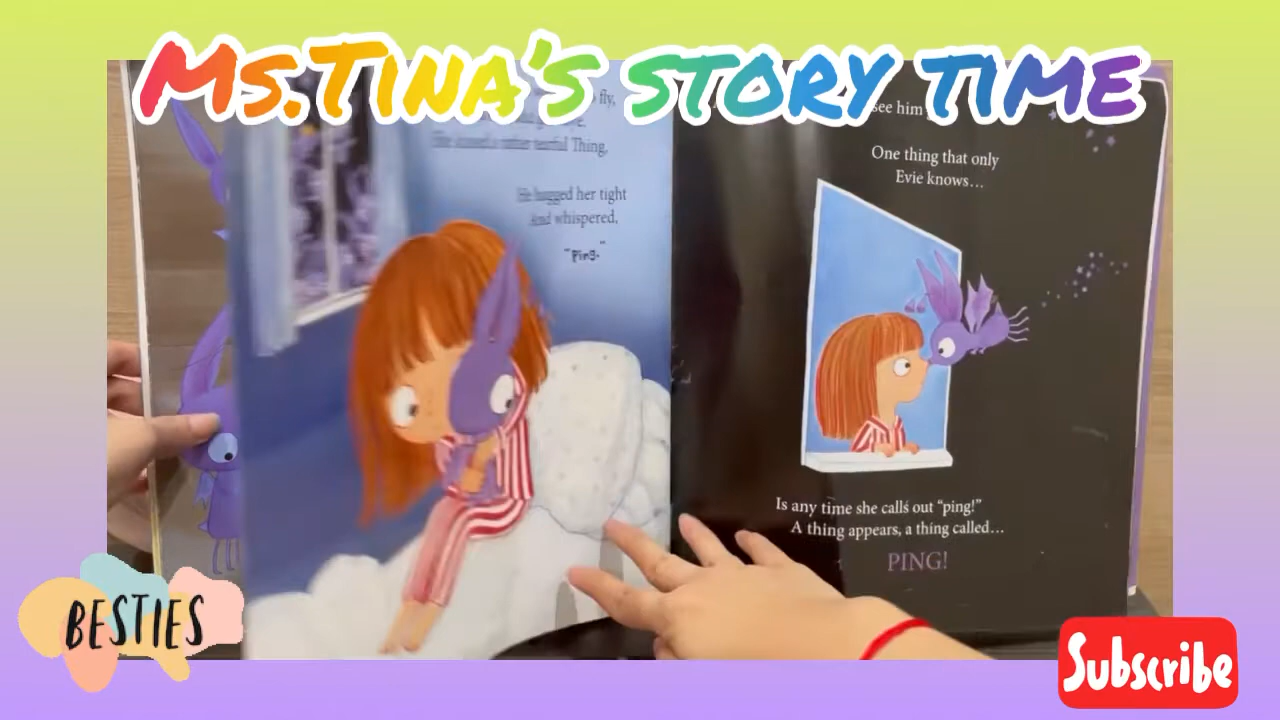 Ms.Tina's story time
fly,
Thing,
He hugged her tight
And whispered,
"Ping."
see him
One thing that only
Evie knows...
Is any time she calls out "ping!"
A thing appears, a thing called...
PING!
BESTIES
Subscribe